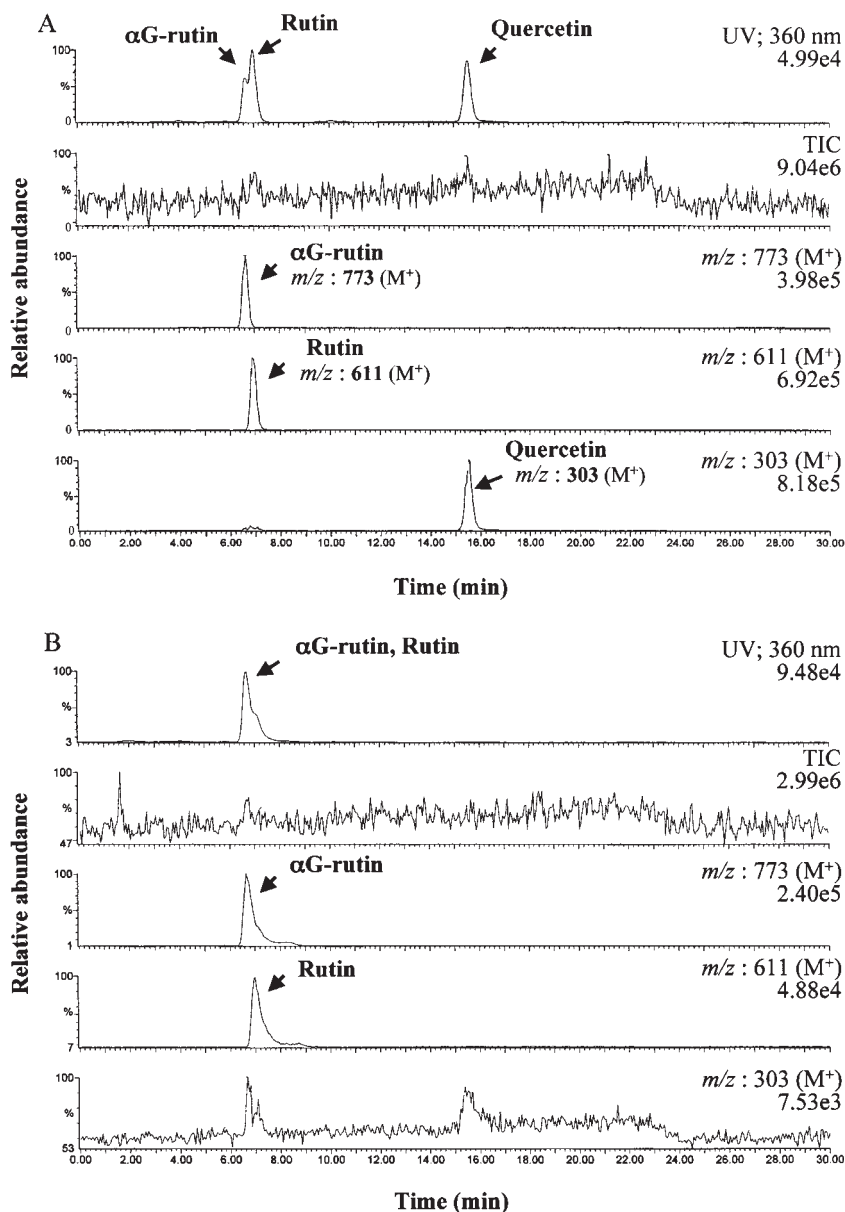 A
αG-rutin
Rutin
Quercetin
UV; 360 nm
4.99e4
100
%
0
TIC
9.04e6
100
%
0
αG-rutin
m/z : 773 (M+)
m/z : 773 (M+)
3.98e5
100
%
0
Rutin
m/z : 611 (M+)
m/z : 611 (M+)
6.92e5
100
%
0
Quercetin
m/z : 303 (M+)
m/z : 303 (M+)
8.18e5
100
%
0
0.00 2.00 4.00 6.00 8.00 10.00 12.00 14.00 16.00 18.00 20.00 22.00 24.00 26.00 28.00 30.00
Relative abundance
Time (min)
B
αG-rutin, Rutin
UV; 360 nm
9.48e4
100
%
3
TIC
2.99e6
100
%
47
αG-rutin
m/z : 773 (M+)
2.40e5
100
%
1
Rutin
m/z : 611 (M+)
4.88e4
100
%
7
m/z : 303 (M+)
7.53e3
100
%
53
0.00 2.00 4.00 6.00 8.00 10.00 12.00 14.00 16.00 18.00 20.00 22.00 24.00 26.00 28.00 30.00
Relative abundance
Time (min)